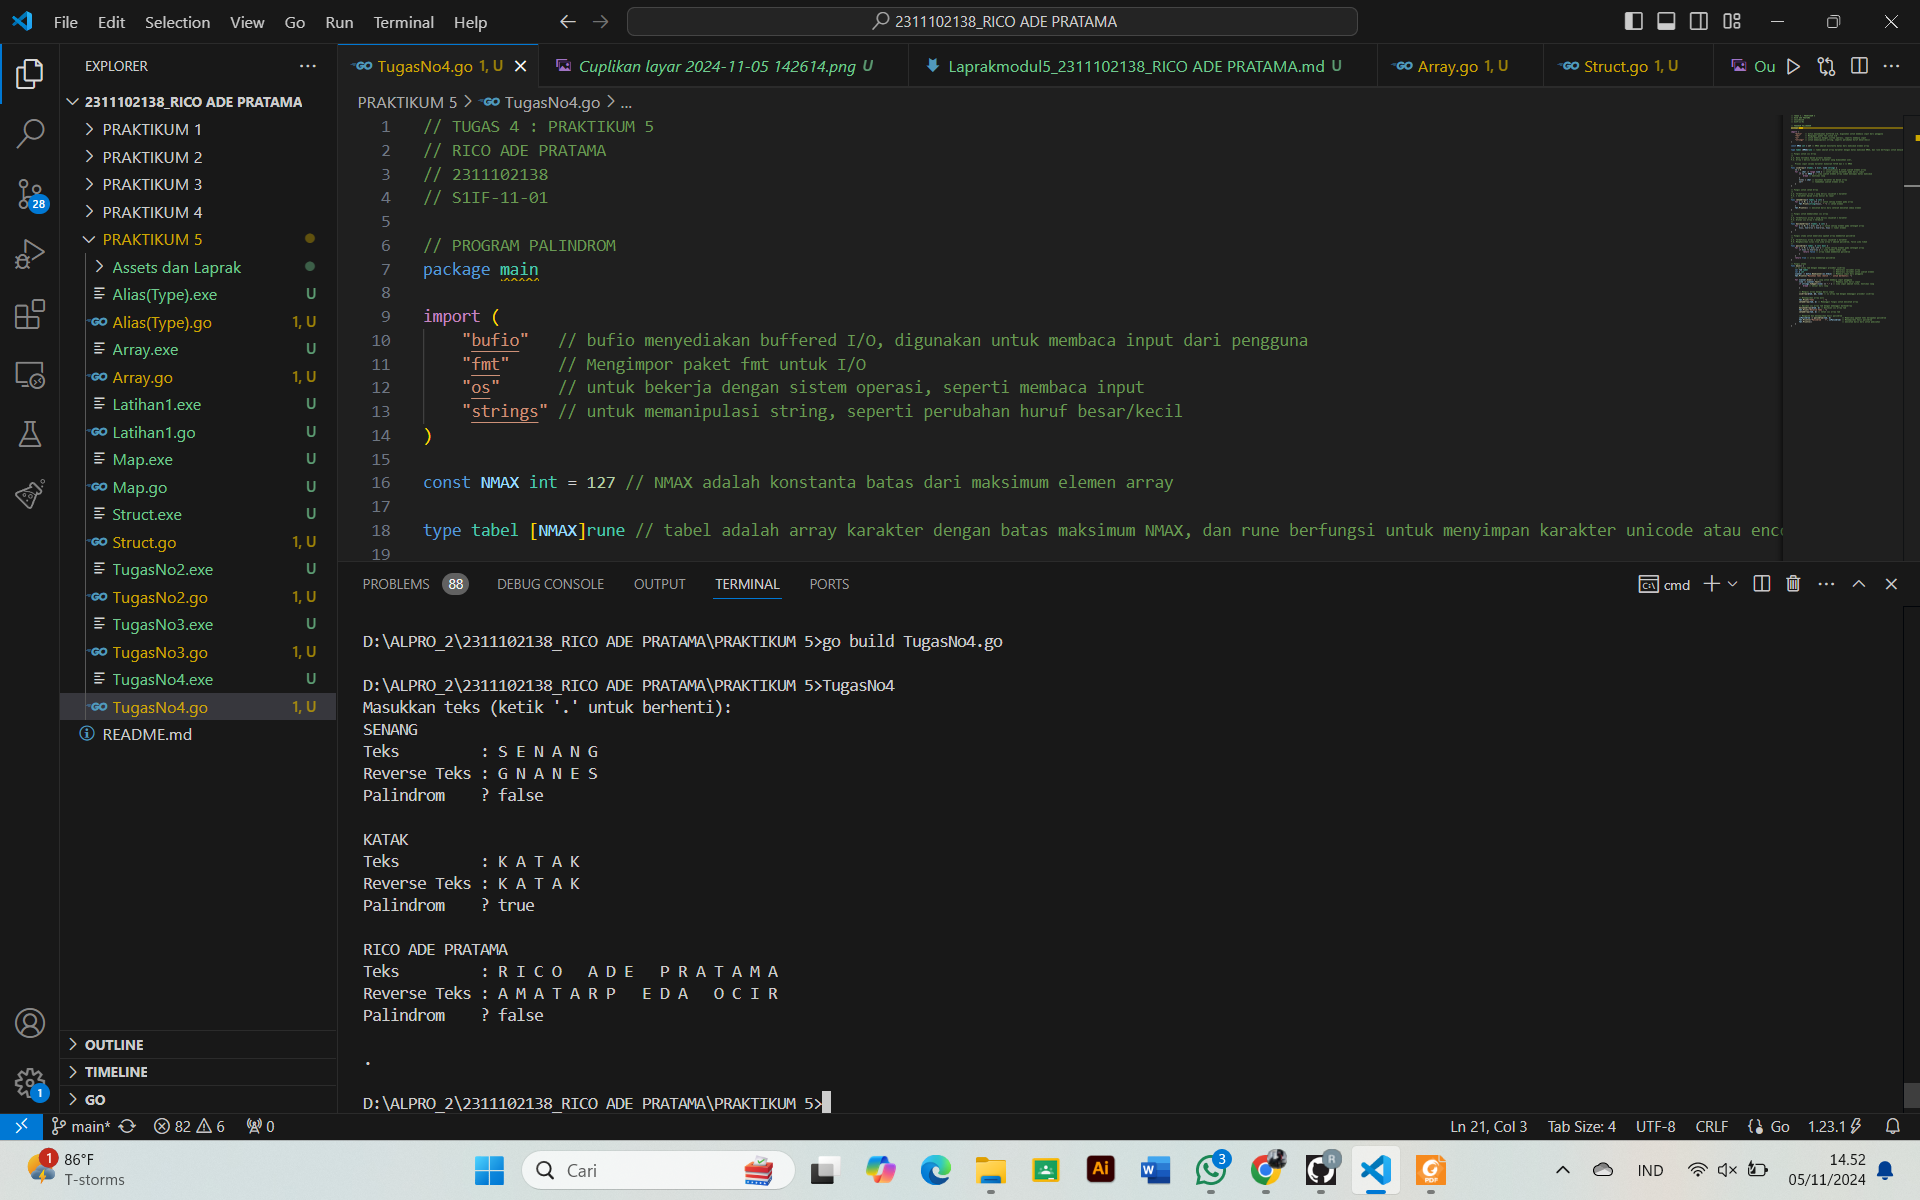 File Edit Selection View Go Run Terminal Help
2311102138_RICO ADE PRATAMA
EXPLORER
2311102138_RICO ADE PRATAMA
PRAKTIKUM 1
PRAKTIKUM 2
PRAKTIKUM 3
PRAKTIKUM 4
PRAKTIKUM 5
Assets dan Laprak
Alias(Type).exe U
Alias(Type).go 1, U
Array.exe U
Array.go 1, U
Latihan1.exe U
Latihan1.go U
Map.exe U
Map.go U
Struct.exe U
Struct.go 1, U
TugasNo2.exe U
TugasNo2.go 1, U
TugasNo3.exe U
TugasNo3.go 1, U
TugasNo4.exe U
TugasNo4.go 1, U
README.md
OUTLINE
TIMELINE
GO
28
1
TugasNo4.go 1, U
Cuplikan layar 2024-11-05 142614.png U
Laprakmodul5_2311102138_RICO ADE PRATAMA.md U
Array.go 1, U
Struct.go 1, U
Ou
PRAKTIKUM 5 > TugasNo4.go > ...
1 // TUGAS 4 : PRAKTIKUM 5
2 // RICO ADE PRATAMA
3 // 2311102138
4 // S1IF-11-01
5
6 // PROGRAM PALINDROM
7 package main
8
9 import (
10 "bufio" // bufio menyediakan buffered I/O, digunakan untuk membaca input dari pengguna
11 "fmt" // Mengimpor paket fmt untuk I/O
12 "os" // untuk bekerja dengan sistem operasi, seperti membaca input
13 "strings" // untuk memanipulasi string, seperti perubahan huruf besar/kecil
14 )
15
16 const NMAX int = 127 // NMAX adalah konstanta batas dari maksimum elemen array
17
18 type tabel [NMAX]rune // tabel adalah array karakter dengan batas maksimum NMAX, dan rune berfungsi untuk menyimpan karakter unicode atau enc
19
PROBLEMS 88 DEBUG CONSOLE OUTPUT TERMINAL PORTS
cmd
D:\ALPRO_2\2311102138_RICO ADE PRATAMA\PRAKTIKUM 5>go build TugasNo4.go
D:\ALPRO_2\2311102138_RICO ADE PRATAMA\PRAKTIKUM 5>TugasNo4
Masukkan teks (ketik '.' untuk berhenti):
SENANG
Teks : S E N A N G
Reverse Teks : G N A N E S
Palindrom ? false
KATAK
Teks : K A T A K
Reverse Teks : K A T A K
Palindrom ? true
RICO ADE PRATAMA
Teks : R I C O   A D E   P R A T A M A
Reverse Teks : A M A T A R P   E D A   O C I R
Palindrom ? false
.
D:\ALPRO_2\2311102138_RICO ADE PRATAMA\PRAKTIKUM 5>
main* 82 6 0
Ln 21, Col 3 Tab Size: 4 UTF-8 CRLF Go 1.23.1
1
86°F
T-storms
Cari
Ai
3
R
PDF
IND
14.52
05/11/2024